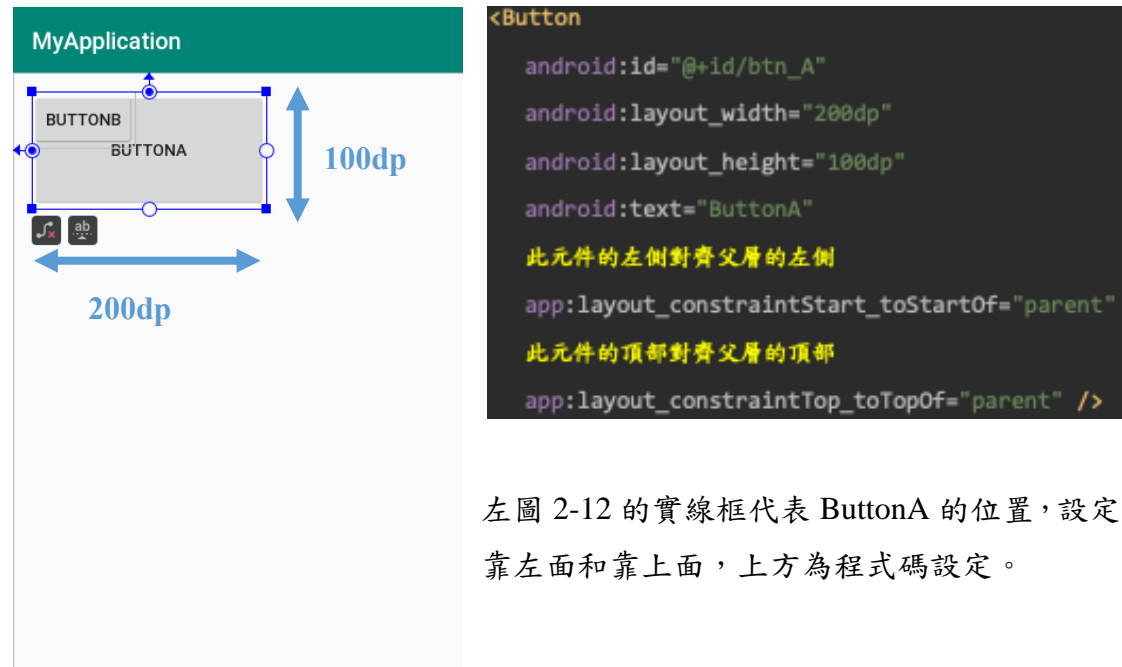 MyApplication
BUTTONB
BUTTONA
100dp
ab
200dp
<Button
android:id="@+id/btn_A"
android:layout_width="200dp"
android:layout_height="100dp"
android:text="ButtonA"
此元件的左側對齊父層的左側
app:layout_constraintStart_toStartOf="parent"
此元件的頂部對齊父層的頂部
app:layout_constraintTop_toTopOf="parent" />
左圖 2-12 的實線框代表 ButtonA 的位置，設定
靠左面和靠上面，上方為程式碼設定。